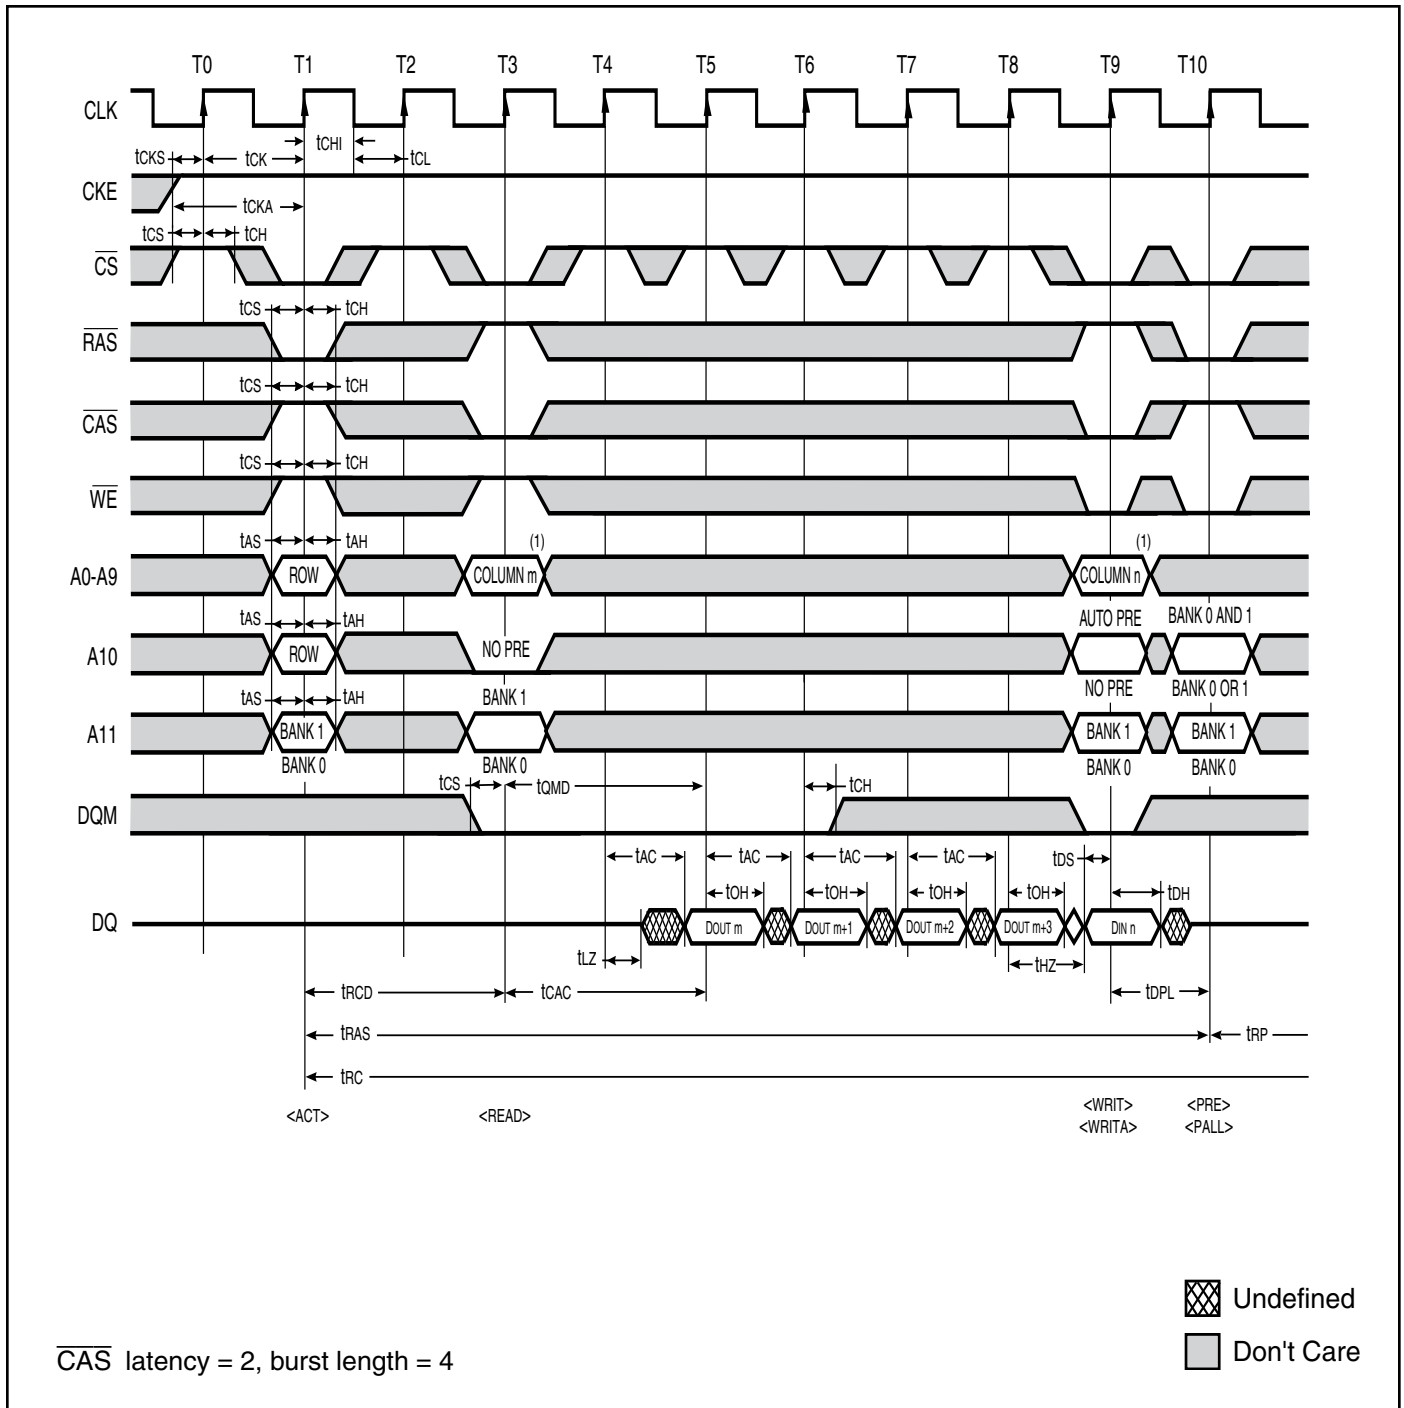 T0 T1 T2 T3 T4 T5 T6 T7 T8 T9 T10
CLK
tCHI
tCKS tCK tCL
CKE
tCKA
tCS tCH
CS
tCS tCH
RAS
tCS tCH
CAS
tCS tCH
WE
tAS tAH (1) (1)
A0-A9 ROW COLUMN m COLUMN n
tAS tAH AUTO PRE BANK 0 AND 1
A10 ROW NO PRE
tAS tAH BANK 1 NO PRE BANK 0 OR 1
A11 BANK 1 BANK 1 BANK 1
BANK 0 BANK 0 BANK 0 BANK 0
tCS tQMD tCH
DQM
tAC tAC tAC tAC tDS
tOH tOH tOH tOH tDH
DQ DOUT m DOUT m+1 DOUT m+2 DOUT m+3 DIN n
tLZ tHZ
tRCD tCAC tDPL
tRAS tRP
tRC
<ACT> <READ> <WRIT> <PRE>
<WRITA> <PALL>
Undefined
Don't Care
CAS latency = 2, burst length = 4